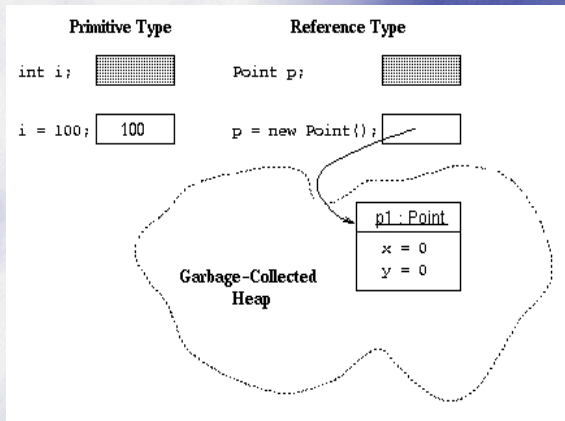 Primitive Type
Reference Type
int i;
Point p;
i = 100;
100
p = new Point();
p1 : Point
x = 0
y = 0
Garbage-Collected
Heap